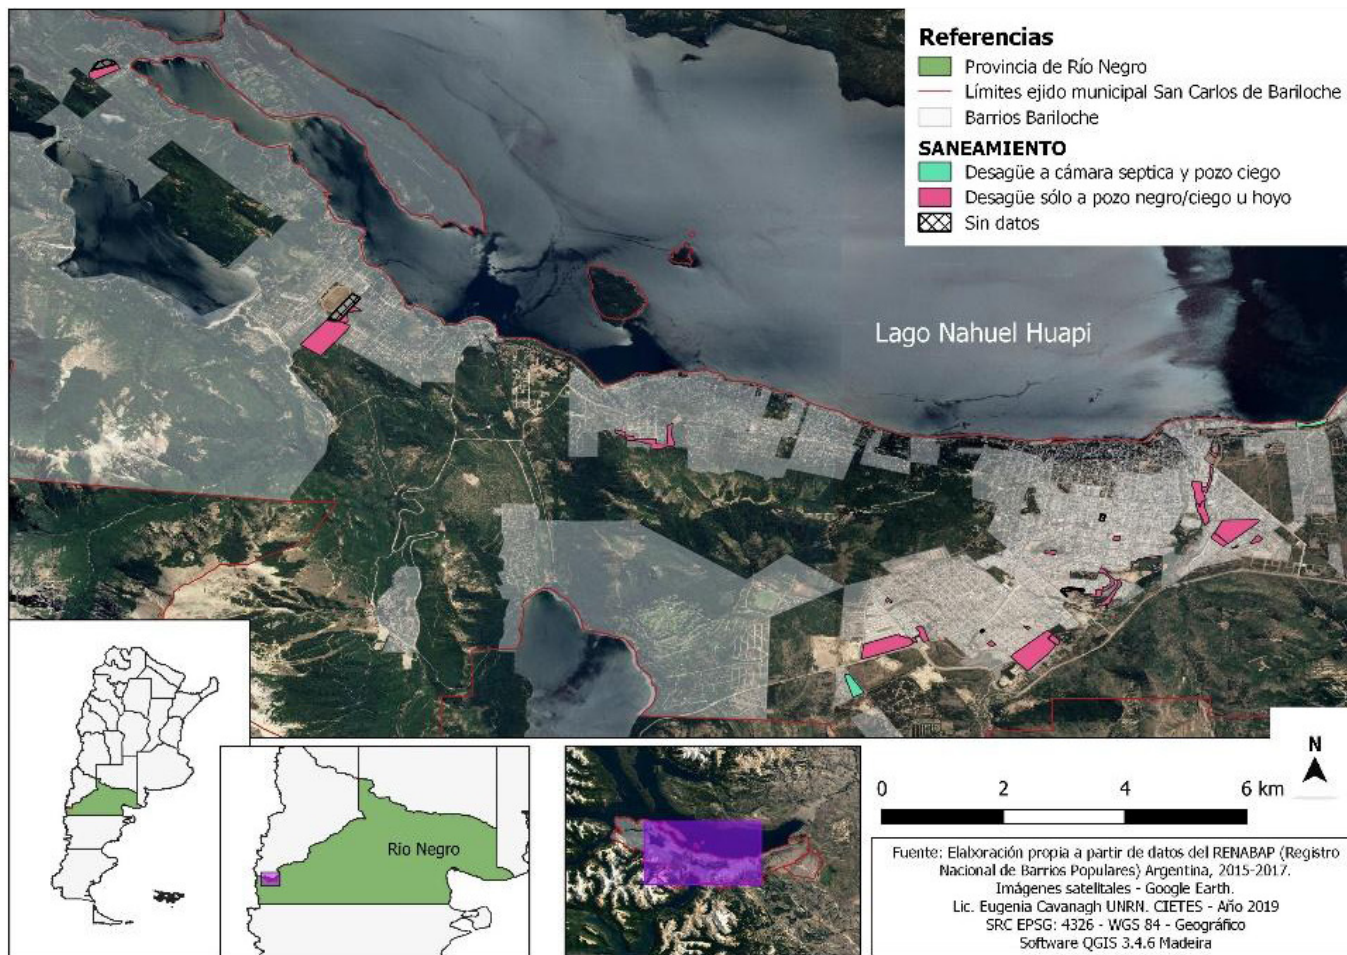 Referencias
Provincia de Río Negro
Límites ejido municipal San Carlos de Bariloche
Barrios Bariloche
SANEAMIENTO
Desagüe a cámara septica y pozo ciego
Desagüe sólo a pozo negro/ciego u hoyo
Sin datos
Lago Nahuel Huapi
Río Negro
N
0 2 4 6 km
Fuente: Elaboración propia a partir de datos del RENABAP (Registro
Nacional de Barrios Populares) Argentina, 2015-2017.
Imágenes satelitales - Google Earth.
Lic. Eugenia Cavanagh UNRN. CIETES - Año 2019
SRC EPSG: 4326 - WGS 84 - Geográfico
Software QGIS 3.4.6 Madeira